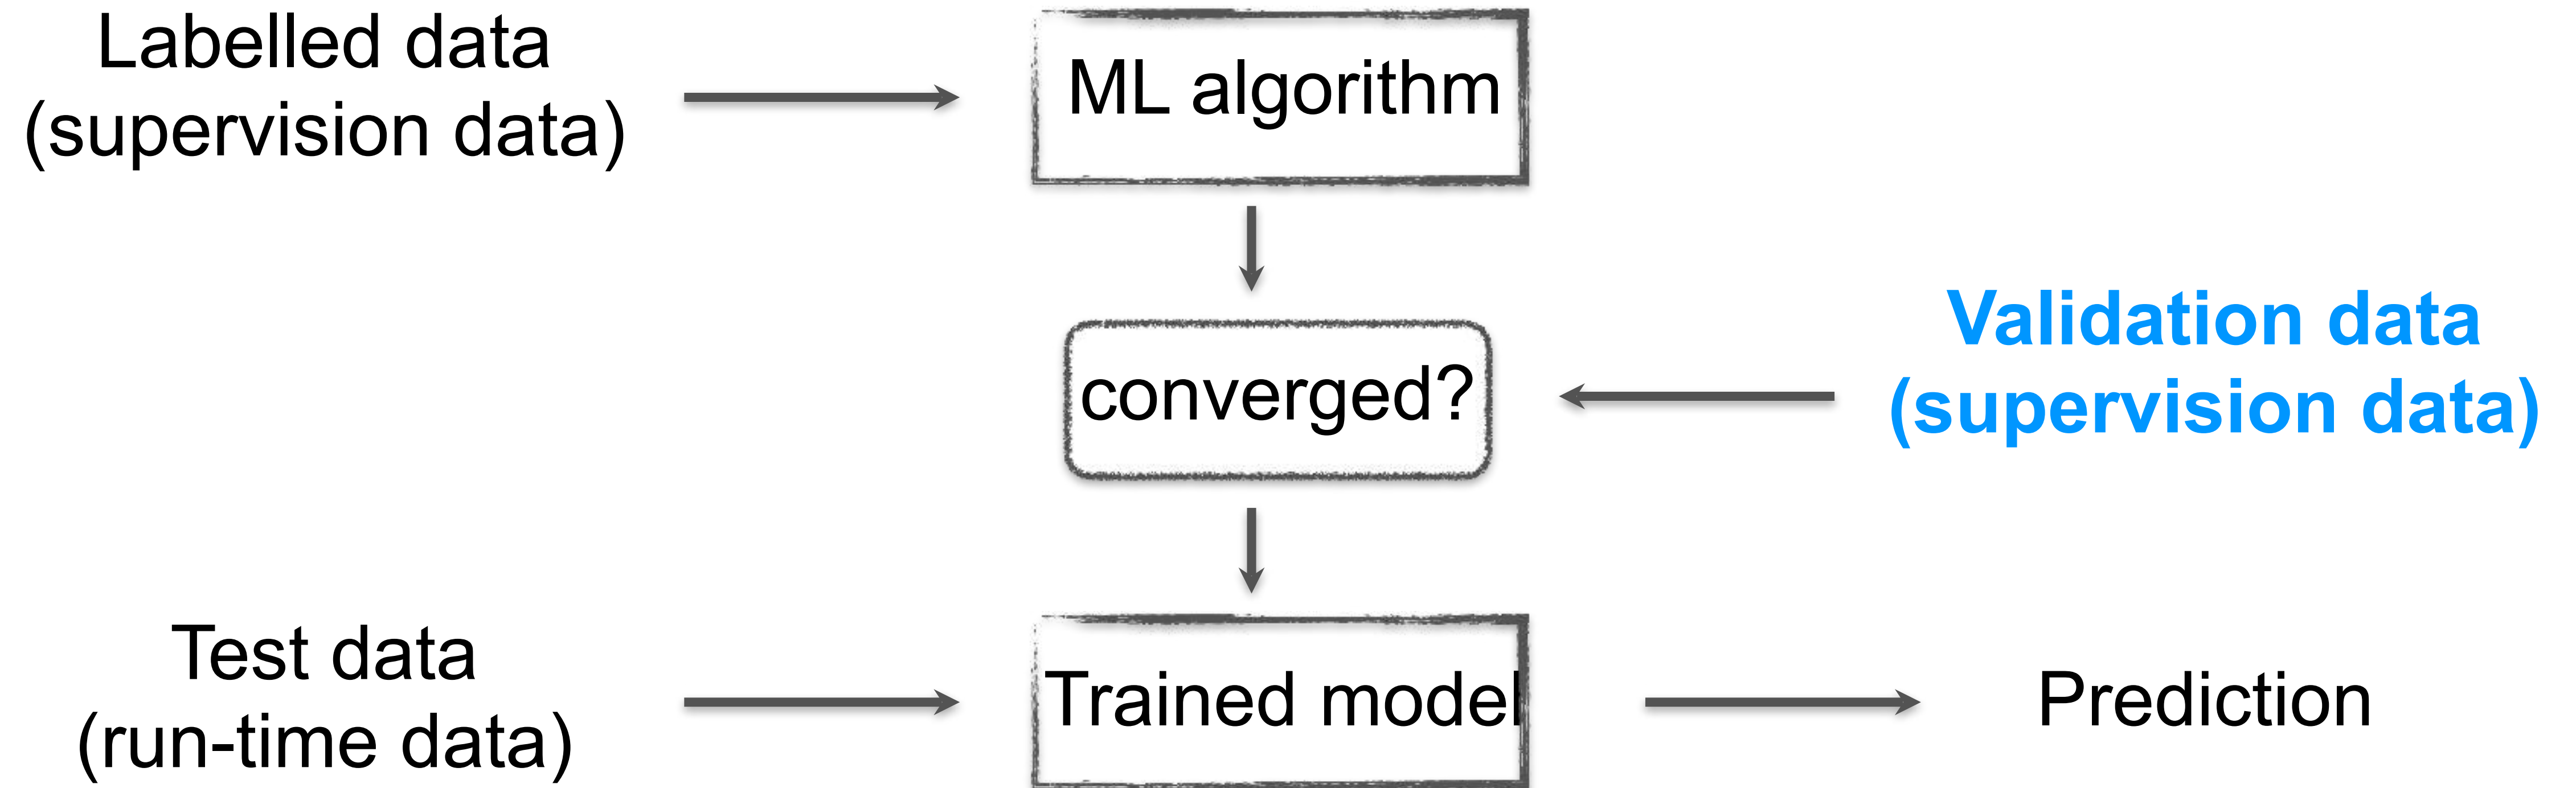 Labelled data
(supervision data)
ML algorithm
converged?
Validation data
(supervision data)
Test data
(run-time data)
Trained model
Prediction